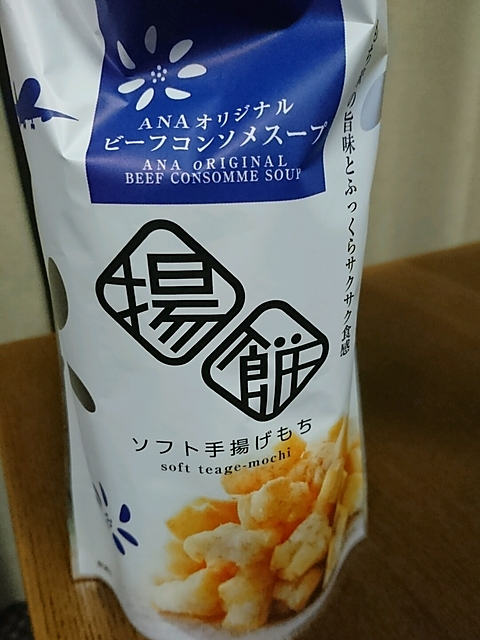 ANAオリジナル
ビーフコンソメスープ
ANA ORIGINAL
BEEF CONSOMME SOUP
の旨味とふっくらサクサク食感
揚
餅
ソフト手揚げもち
soft teage-mochi